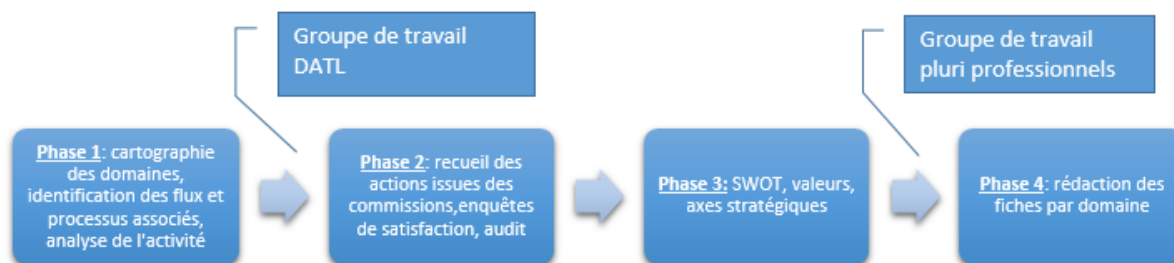 Groupe de travail
DATL
Groupe de travail
pluri professionnels
Phase 1: cartographie
des domaines,
identification des flux et
processus associés,
analyse de l'activité
Phase 2: recueil des
actions issues des
commissions,enquêtes
de satisfaction, audit
Phase 3: SWOT, valeurs,
axes stratégiques
Phase 4: rédaction des
fiches par domaine